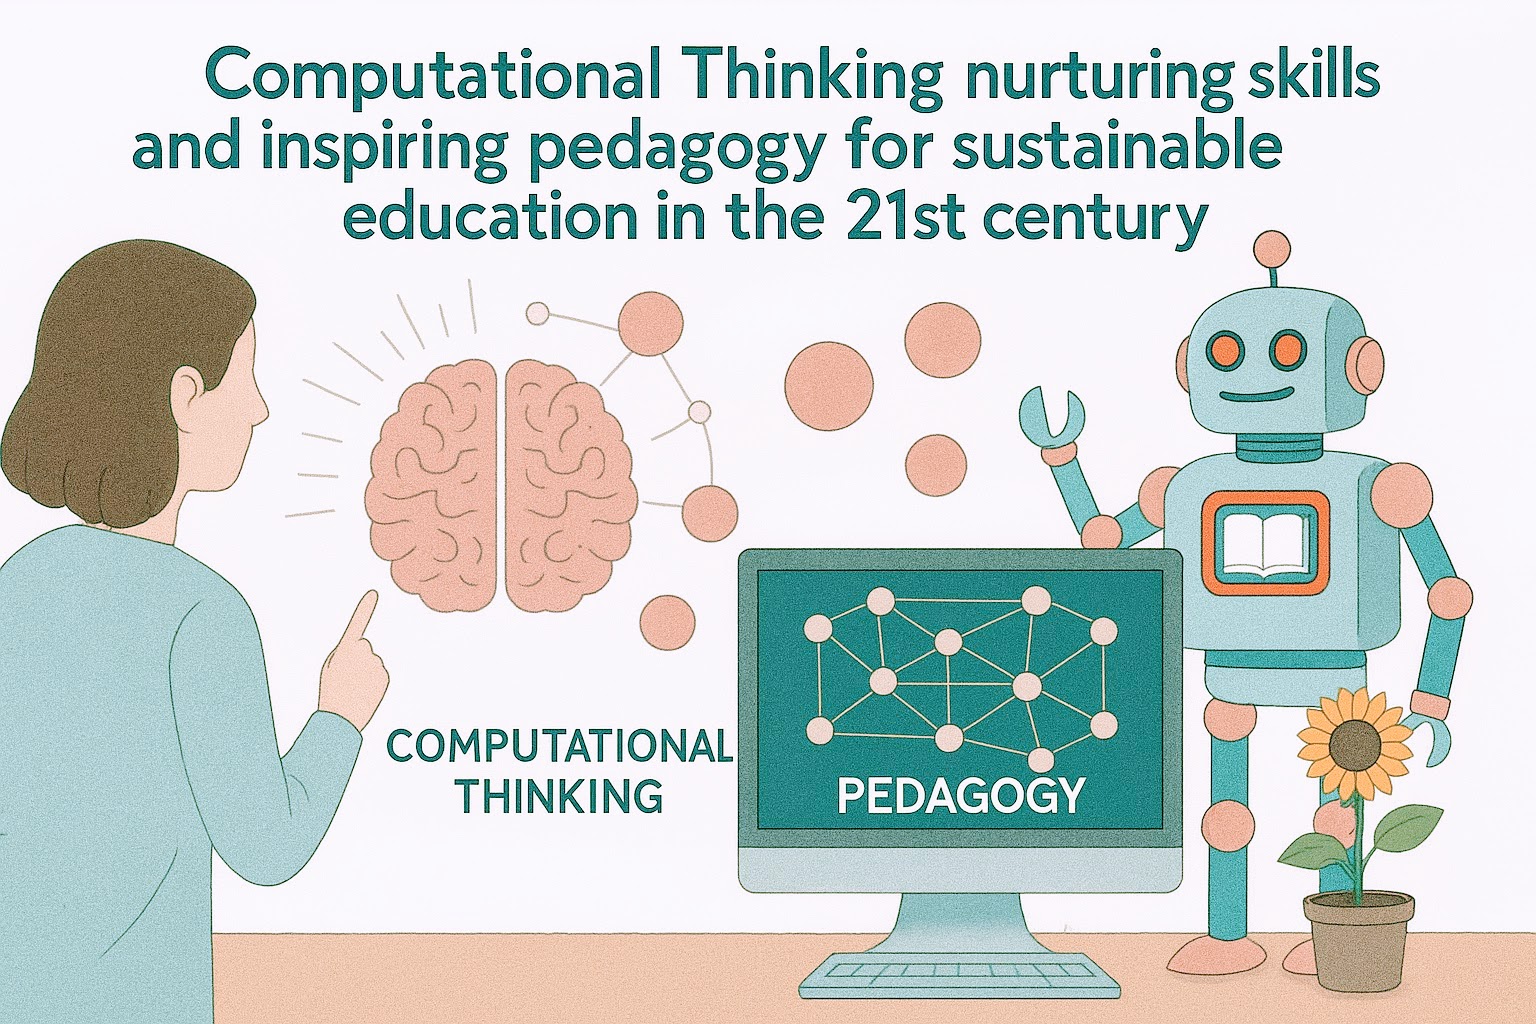 Computational Thinking nurturing skills
and inspiring pedagogy for sustainable
education in the 21st century
COMPUTATIONAL
THINKING
PEDAGOGY